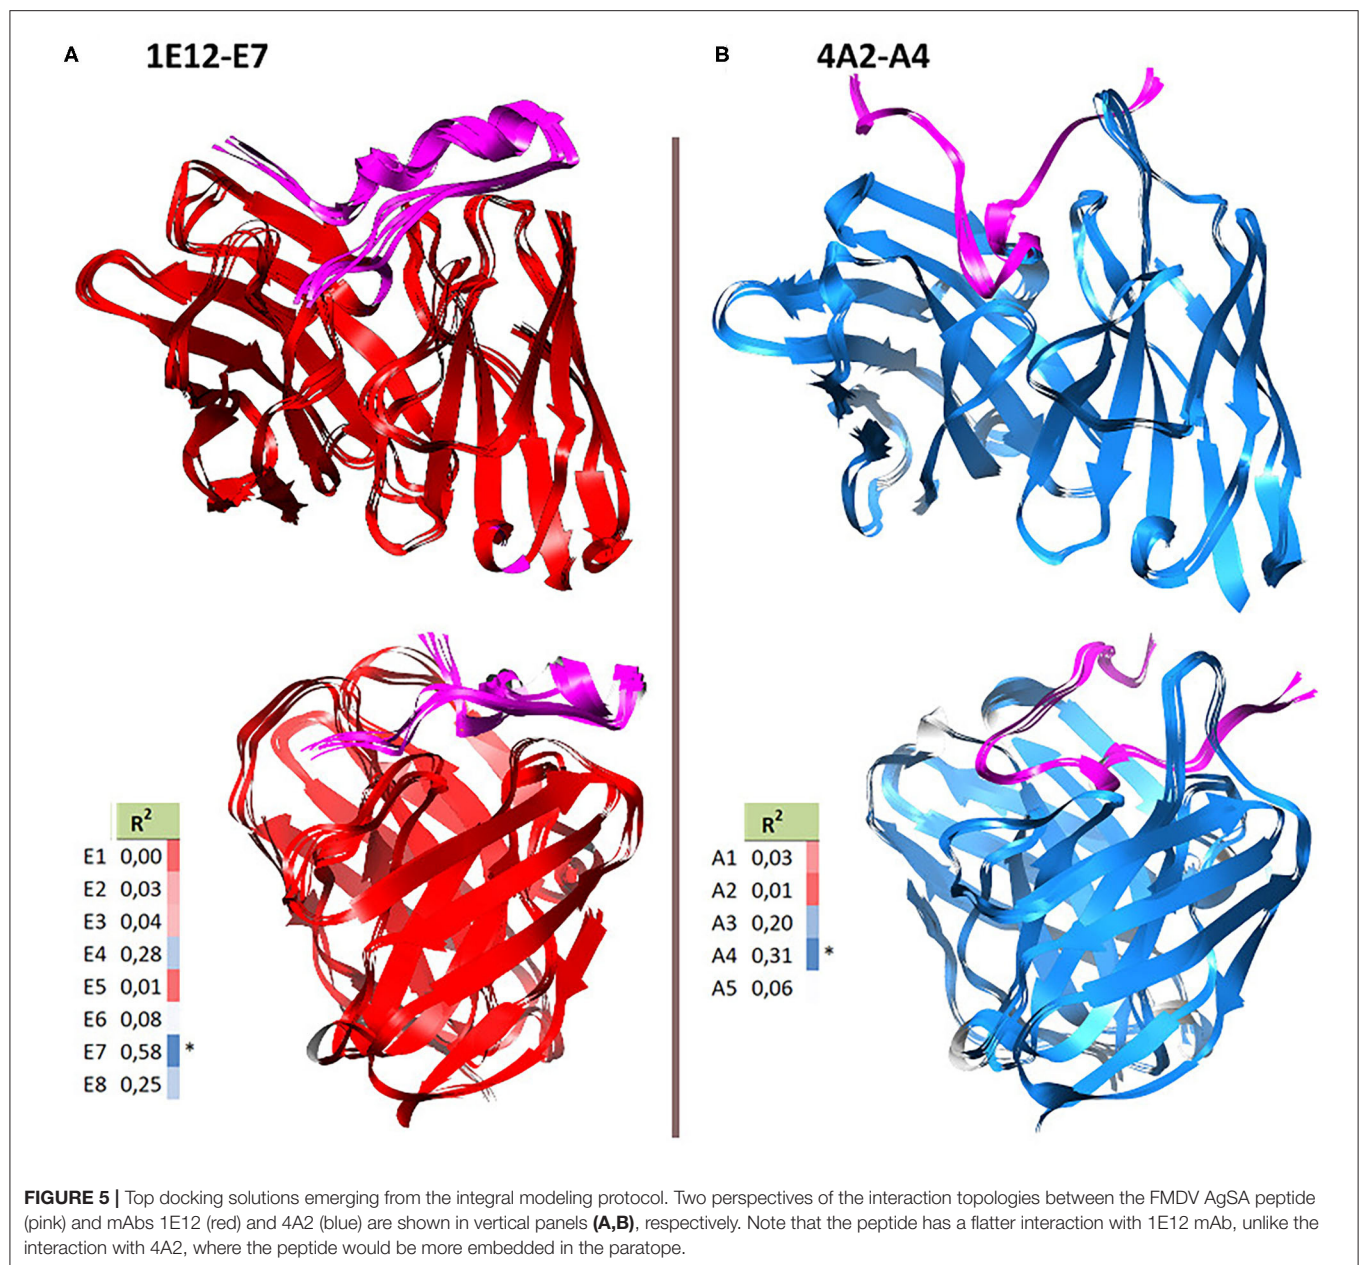 A 1E12-E7
B 4A2-A4
R²
E1 0,00
E2 0,03
E3 0,04
E4 0,28
E5 0,01
E6 0,08
E7 0,58 *
E8 0,25
R²
A1 0,03
A2 0,01
A3 0,20
A4 0,31 *
A5 0,06
FIGURE 5 | Top docking solutions emerging from the integral modeling protocol. Two perspectives of the interaction topologies between the FMDV AgSA peptide
(pink) and mAbs 1E12 (red) and 4A2 (blue) are shown in vertical panels (A,B), respectively. Note that the peptide has a flatter interaction with 1E12 mAb, unlike the
interaction with 4A2, where the peptide would be more embedded in the paratope.